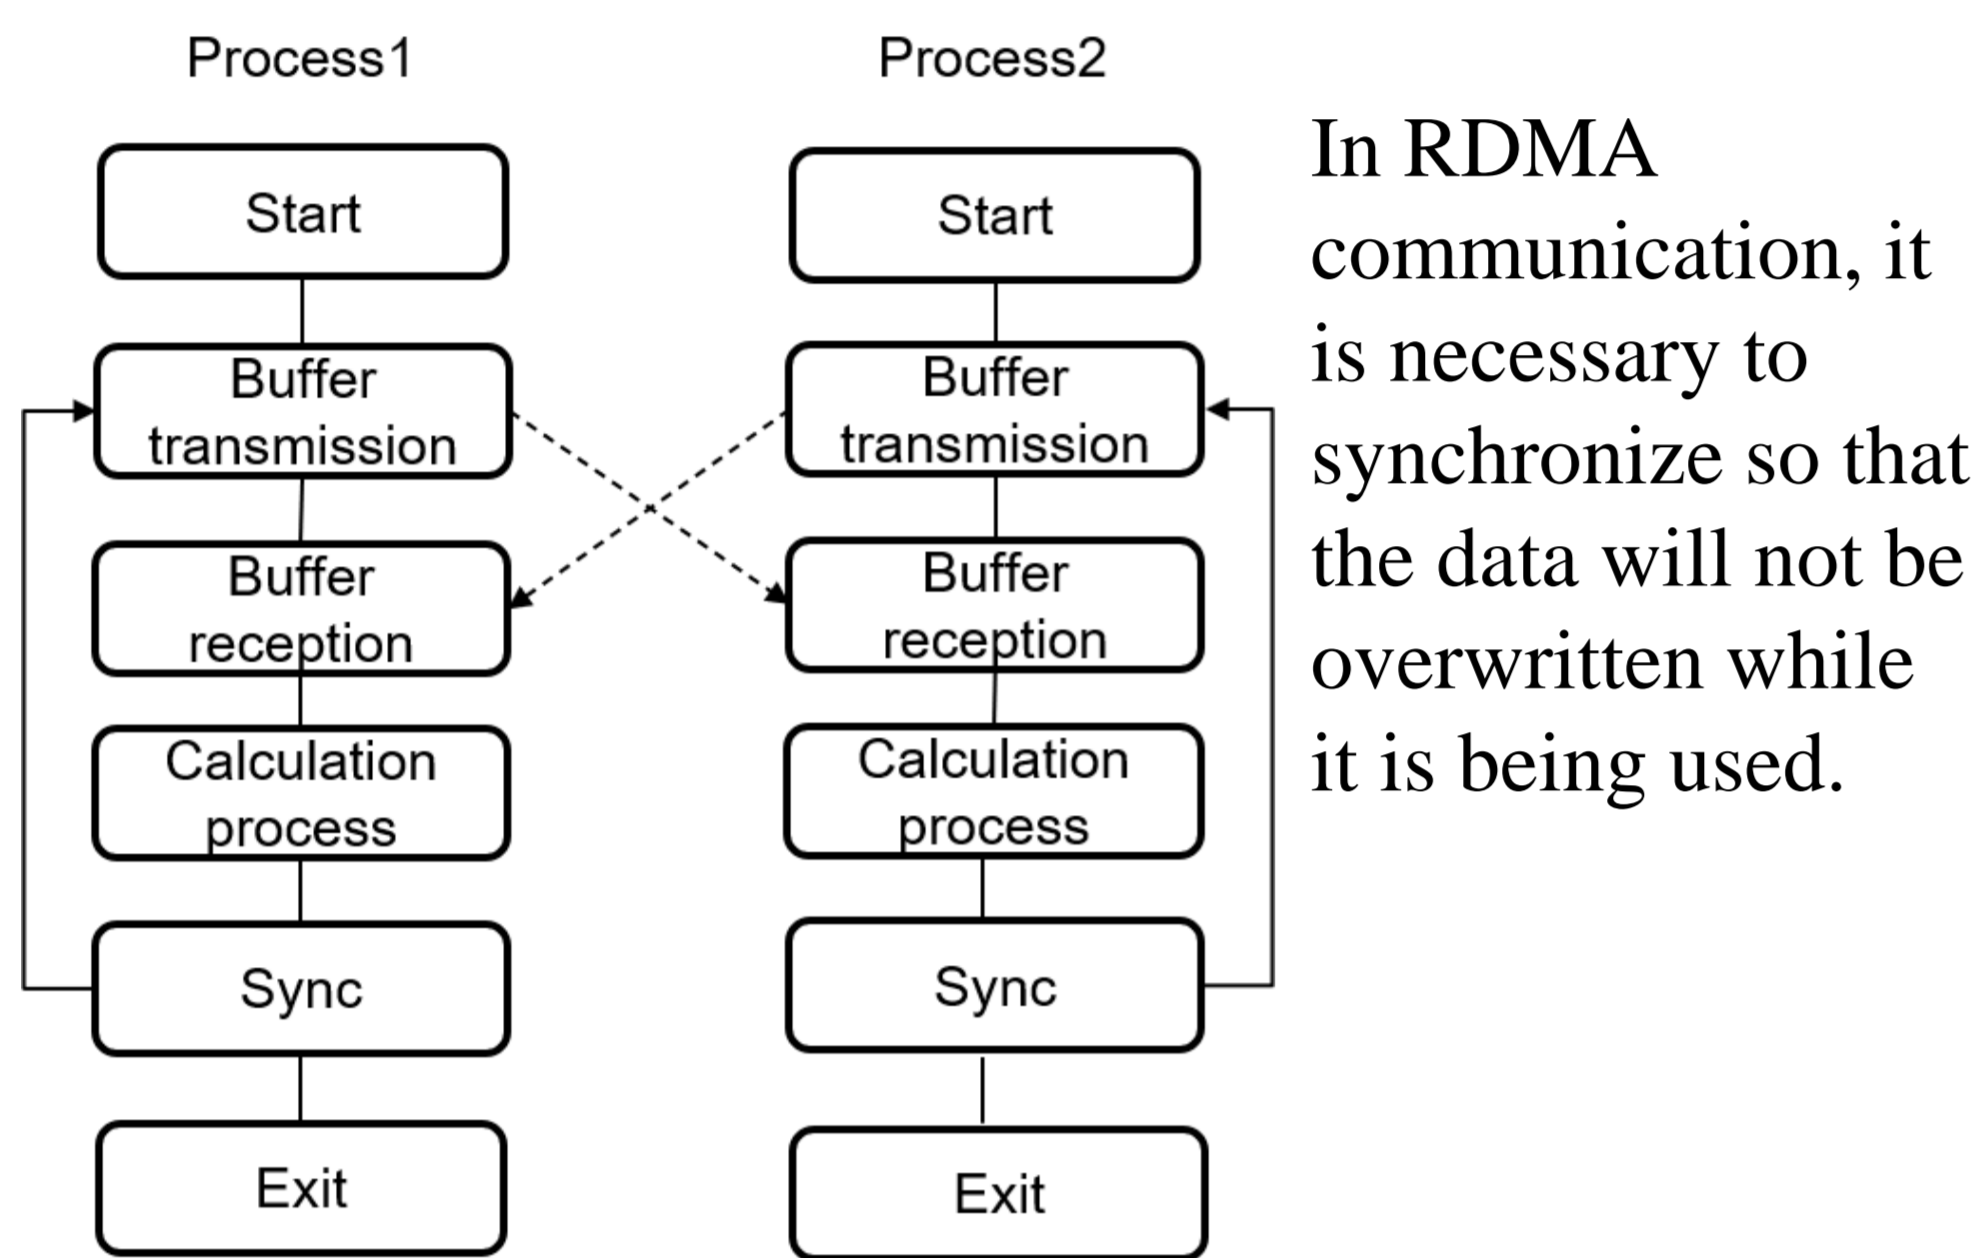 Process1
Start
Buffer
transmission
Buffer
reception
Calculation
process
Sync
Exit
Process2
Start
Buffer
transmission
Buffer
reception
Calculation
process
Sync
Exit
In RDMA
communication, it
is necessary to
synchronize so that
the data will not be
overwritten while
it is being used.